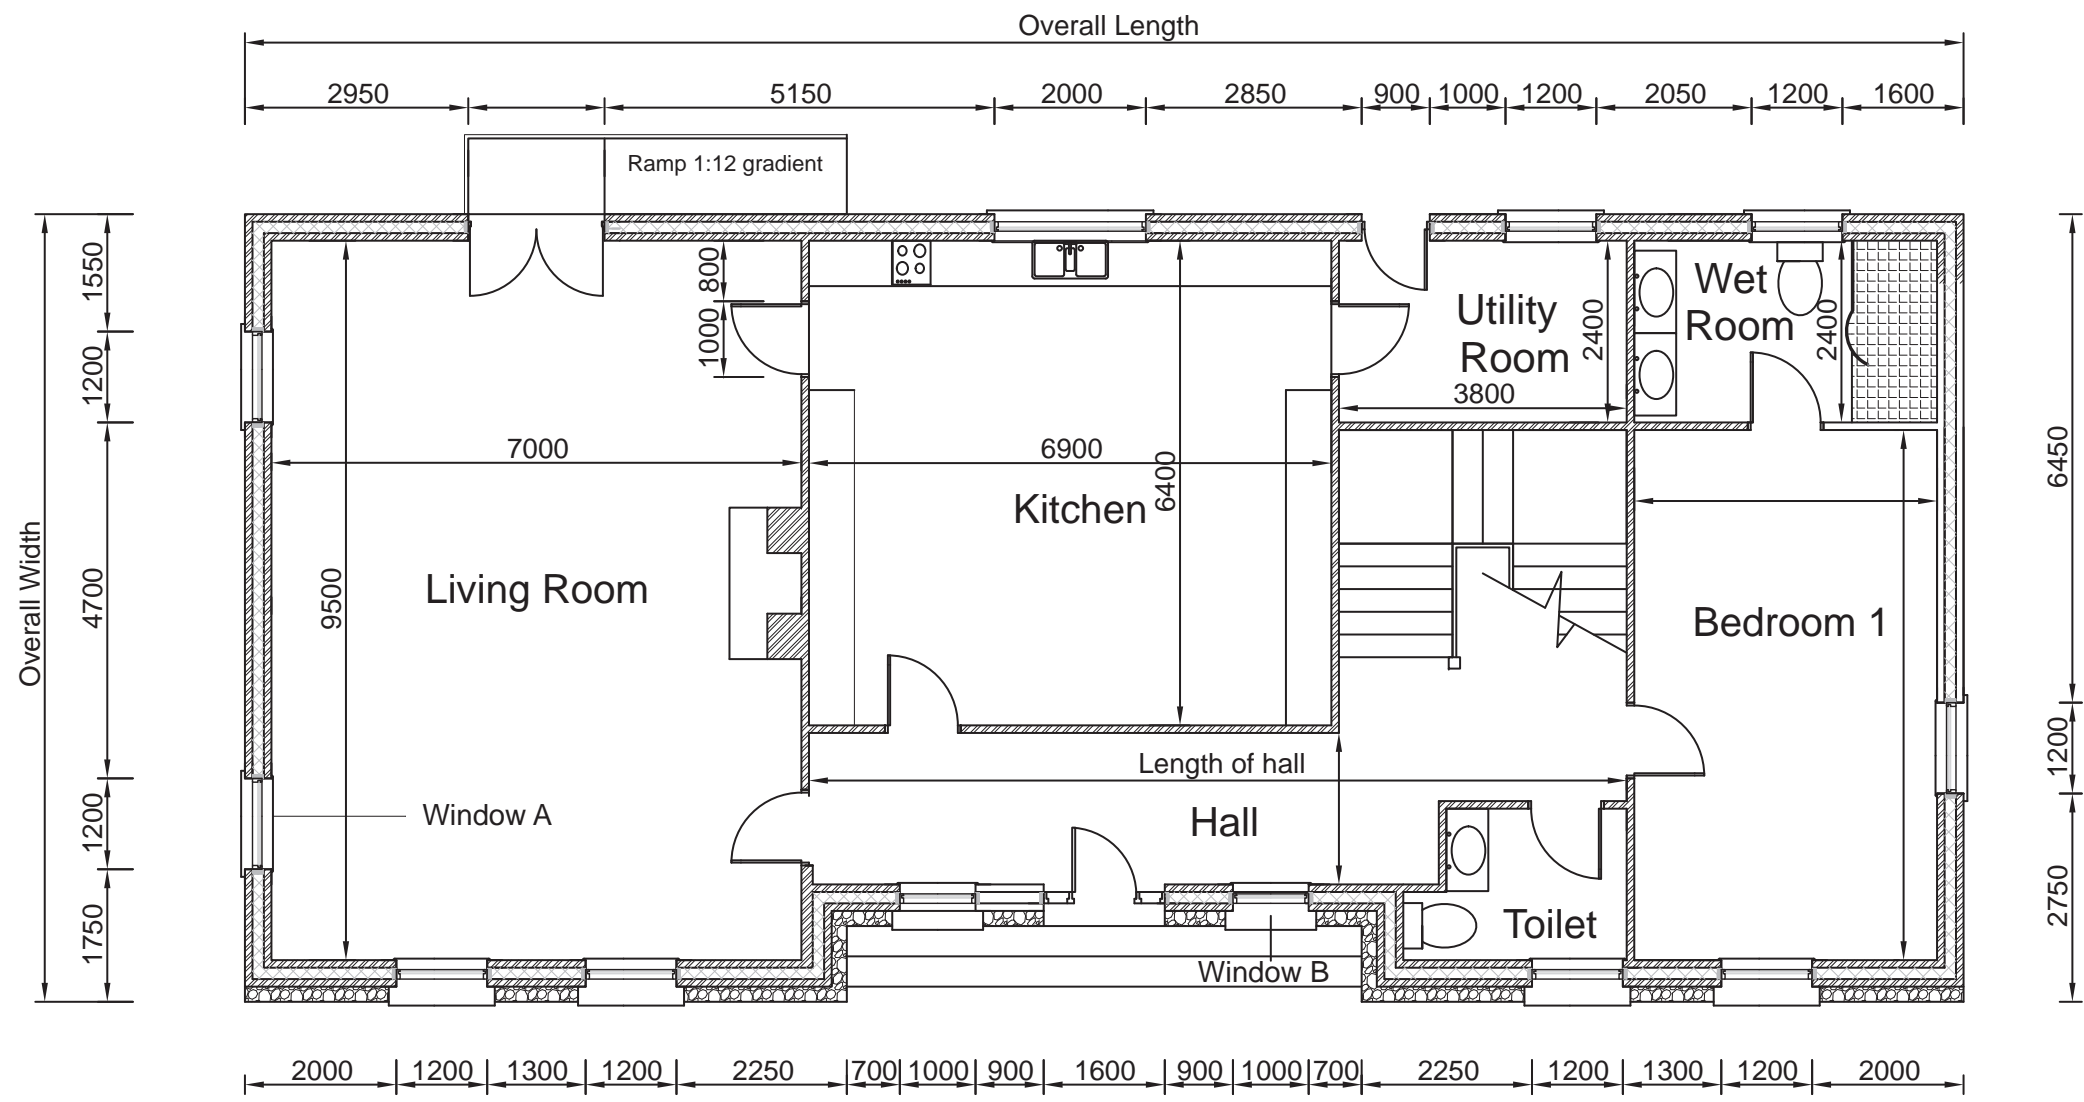 Overall Length
2950 5150 2000 2850 900 1000 1200 2050 1200 1600
Ramp 1:12 gradient
Overall Width
1550
1200
4700
1200
1750
800
1000
7000
9500
Living Room
Window A
6900
6400
Kitchen
Utility
Room
2400
3800
Wet
Room
2400
Bedroom 1
Length of hall
Hall
Toilet
Window B
6450
1200
2750
2000 1200 1300 1200 2250 700 1000 900 1600 900 1000 700 2250 1200 1300 1200 2000